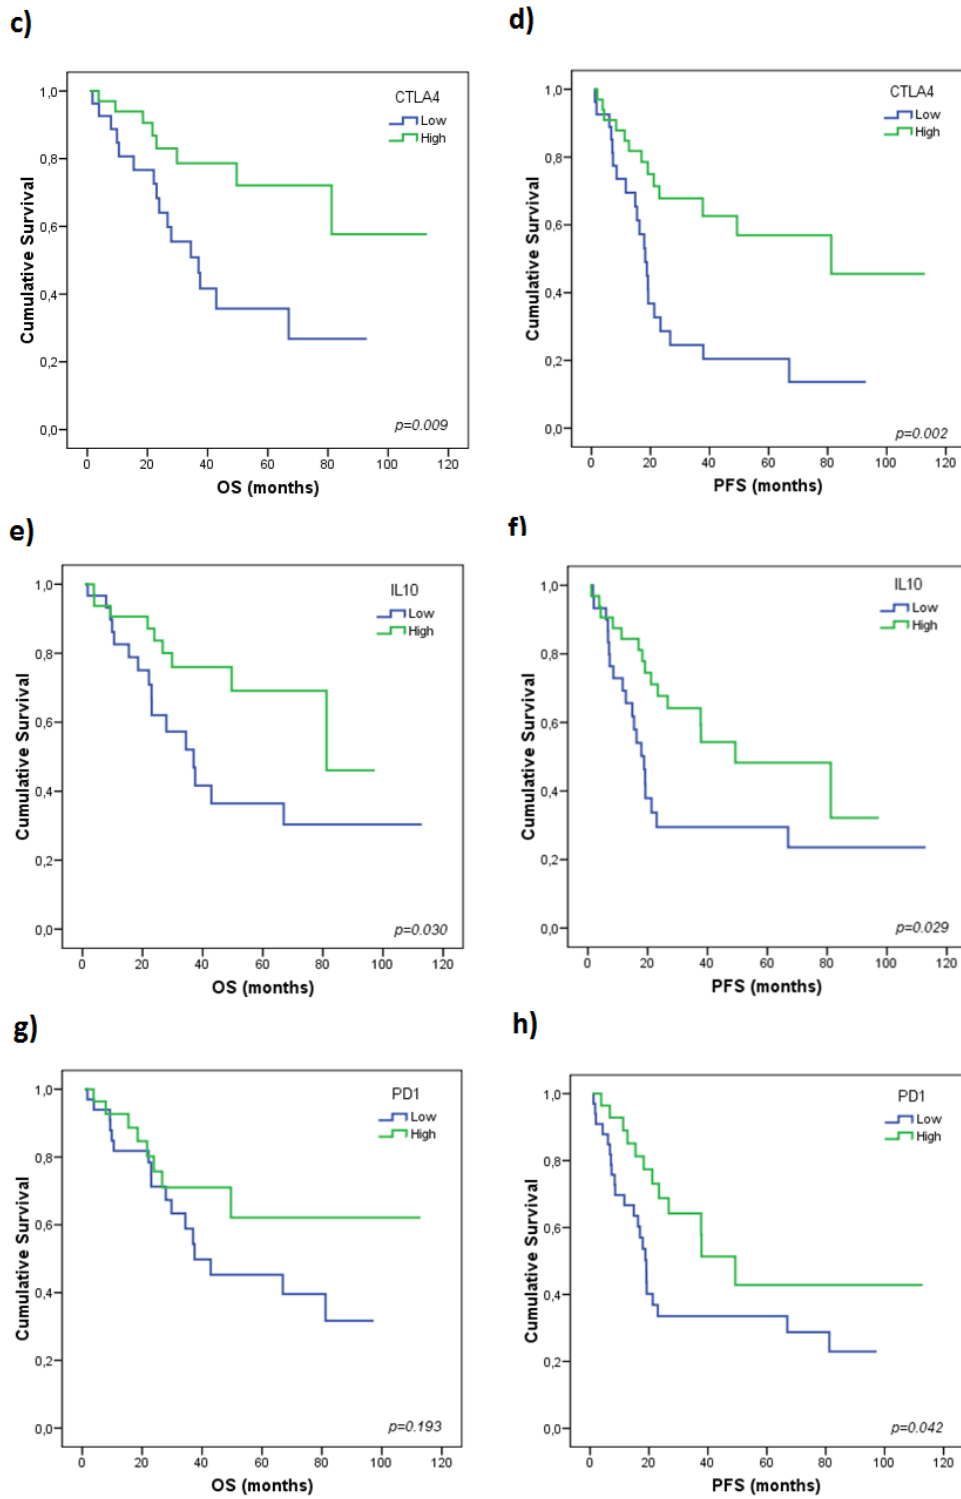 c)
CTLA4
Low
High
1,0
0,8
0,6
0,4
0,2
0,0
Cumulative Survival
p=0.009
0 20 40 60 80 100 120
OS (months)
d)
CTLA4
Low
High
1,0
0,8
0,6
0,4
0,2
0,0
Cumulative Survival
p=0.002
0 20 40 60 80 100 120
PFS (months)
e)
IL10
Low
High
1,0
0,8
0,6
0,4
0,2
0,0
Cumulative Survival
p=0.030
0 20 40 60 80 100 120
OS (months)
f)
IL10
Low
High
1,0
0,8
0,6
0,4
0,2
0,0
Cumulative Survival
p=0.029
0 20 40 60 80 100 120
PFS (months)
g)
PD1
Low
High
1,0
0,8
0,6
0,4
0,2
0,0
Cumulative Survival
p=0.193
0 20 40 60 80 100 120
OS (months)
h)
PD1
Low
High
1,0
0,8
0,6
0,4
0,2
0,0
Cumulative Survival
p=0.042
0 20 40 60 80 100 120
PFS (months)